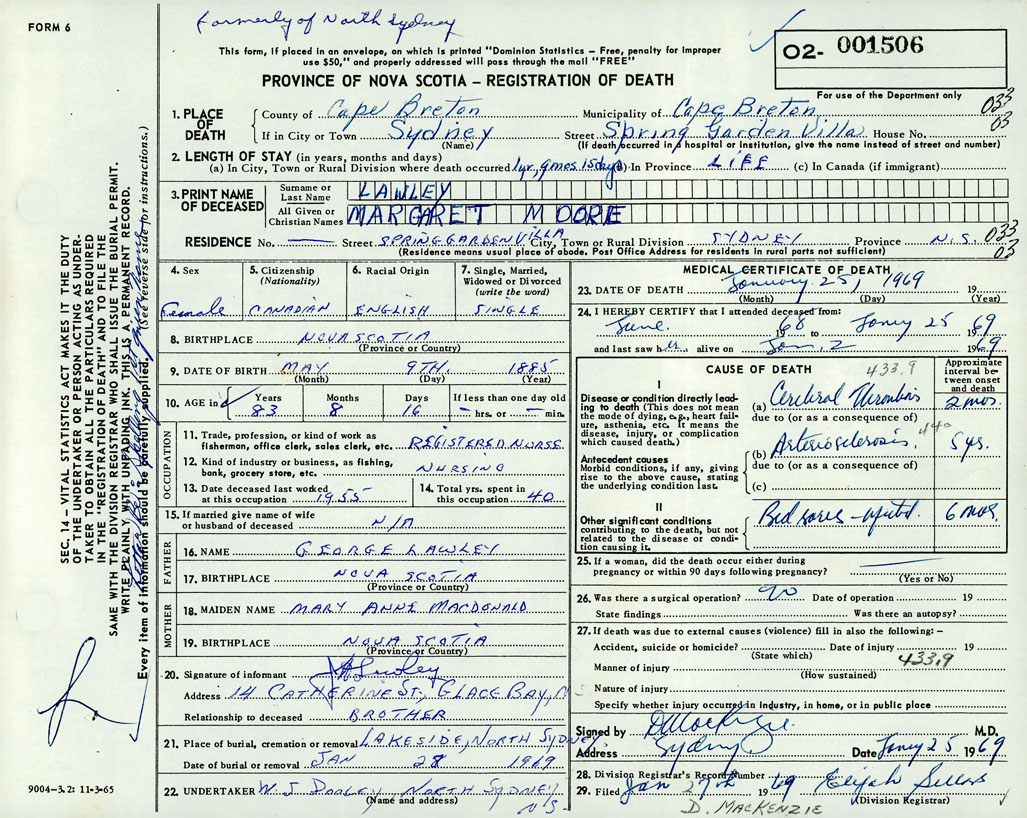 FORM 6
Formerly of North Sydney
This form, if placed in an envelope, on which is printed "Dominion Statistics – Free, penalty for improper
use $50," and properly addressed will pass through the mail "FREE"
PROVINCE OF NOVA SCOTIA – REGISTRATION OF DEATH
02- 001506
For use of the Department only
033
03
1. PLACE OF DEATH
County of Cape Breton Municipality of Cape Breton
If in City or Town Sydney Street Spring Garden Villa House No.
(Name) (If death occurred in a hospital or institution, give the name instead of street and number)
2. LENGTH OF STAY (in years, months and days)
(a) In City, Town or Rural Division where death occurred 1yr, 9mos 15days (b) In Province LIFE (c) In Canada (if immigrant)
3. PRINT NAME OF DECEASED
Surname or Last Name LAWLEY
All Given or Christian Names MARGARET MOORE
RESIDENCE No. Street SPRING GARDEN VILLA City, Town or Rural Division SYDNEY Province N.S. 033
03
(Residence means usual place of abode. Post Office Address for residents in rural parts not sufficient)
4. Sex
Female
5. Citizenship
(Nationality)
CANADIAN
6. Racial Origin
ENGLISH
7. Single, Married,
Widowed or Divorced
(write the word)
SINGLE
8. BIRTHPLACE NOVA SCOTIA
(Province or Country)
9. DATE OF BIRTH MAY 9TH. 1885
(Month) (Day) (Year)
10. AGE in
Years Months Days If less than one day old
83 8 16 – hrs. or – min.
OCCUPATION
11. Trade, profession, or kind of work as
fisherman, office clerk, sales clerk, etc. REGISTERED NURSE
12. Kind of industry or business, as fishing,
bank, grocery store, etc. NURSING
13. Date deceased last worked
at this occupation 1955
14. Total yrs. spent in
this occupation 40
15. If married give name of wife
or husband of deceased N/A
FATHER
16. NAME GEORGE LAWLEY
17. BIRTHPLACE NOVA SCOTIA
(Province or Country)
MOTHER
18. MAIDEN NAME MARY ANNE MACDONALD
19. BIRTHPLACE NOVA SCOTIA
(Province or Country)
20. Signature of informant
Address 14 CATHERINE ST., GLACE BAY, N S
Relationship to deceased BROTHER
21. Place of burial, cremation or removal LAKESIDE, NORTH SYDNEY.
Date of burial or removal JAN 28 1969
22. UNDERTAKER W. J. DOOLEY NORTH SYDNEY
(Name and address) N S-
MEDICAL CERTIFICATE OF DEATH
23. DATE OF DEATH January 25, 1969 19
(Month) (Day) (Year)
24. I HEREBY CERTIFY that I attended deceased from:
June 1968 to Jany 25 1969
and last saw her alive on Jan. 2 1969
CAUSE OF DEATH 433.9
Approximate
interval be-
tween onset
and death
I
Disease or condition directly lead-
ing to death (This does not
mean the mode of dying, e.g., heart fail-
ure, asthenia, etc. It means the
disease, injury, or complication
which caused death.)
(a) Cerebral Thrombosis 2 mos.
due to (or as a consequence of)
440
Antecedent causes
Morbid conditions, if any, giving
rise to the above cause, stating
the underlying condition last.
(b) Arteriosclerosis 5 yrs.
due to (or as a consequence of)
(c)
II
Other significant conditions
contributing to the death, but not
related to the disease or condi-
tion causing it.
Bed sores – 6 mos.
25. If a woman, did the death occur either during
pregnancy or within 90 days following pregnancy?
(Yes or No)
26. Was there a surgical operation? No Date of operation 19
State findings Was there an autopsy?
27. If death was due to external causes (violence) fill in also the following: –
Accident, suicide or homicide? Date of injury 19
(State which)
433.9
Manner of injury
(How sustained)
Nature of injury
Specify whether injury occurred in industry, in home, or in public place
Signed by D MacKenzie M.D.
Address Sydney Date Jany 25 1969
28. Division Registrar's Record Number
29. Filed Jan 27th 1969 Elijah Sellers
(Division Registrar)
D. MACKENZIE
SEC. 14 – VITAL STATISTICS ACT MAKES IT THE DUTY
OF THE UNDERTAKER OR PERSON ACTING AS UNDER-
TAKER TO OBTAIN ALL THE PARTICULARS REQUIRED
IN THE "REGISTRATION OF DEATH" AND TO FILE THE
SAME WITH THE DIVISION REGISTRAR WHO SHALL ISSUE THE BURIAL PERMIT.
WRITE PLAINLY WITH UNFADING INK. THIS IS A PERMANENT RECORD.
Every item of information should be carefully supplied. (See reverse side for instructions.)
9004-3.2: 11-3-65